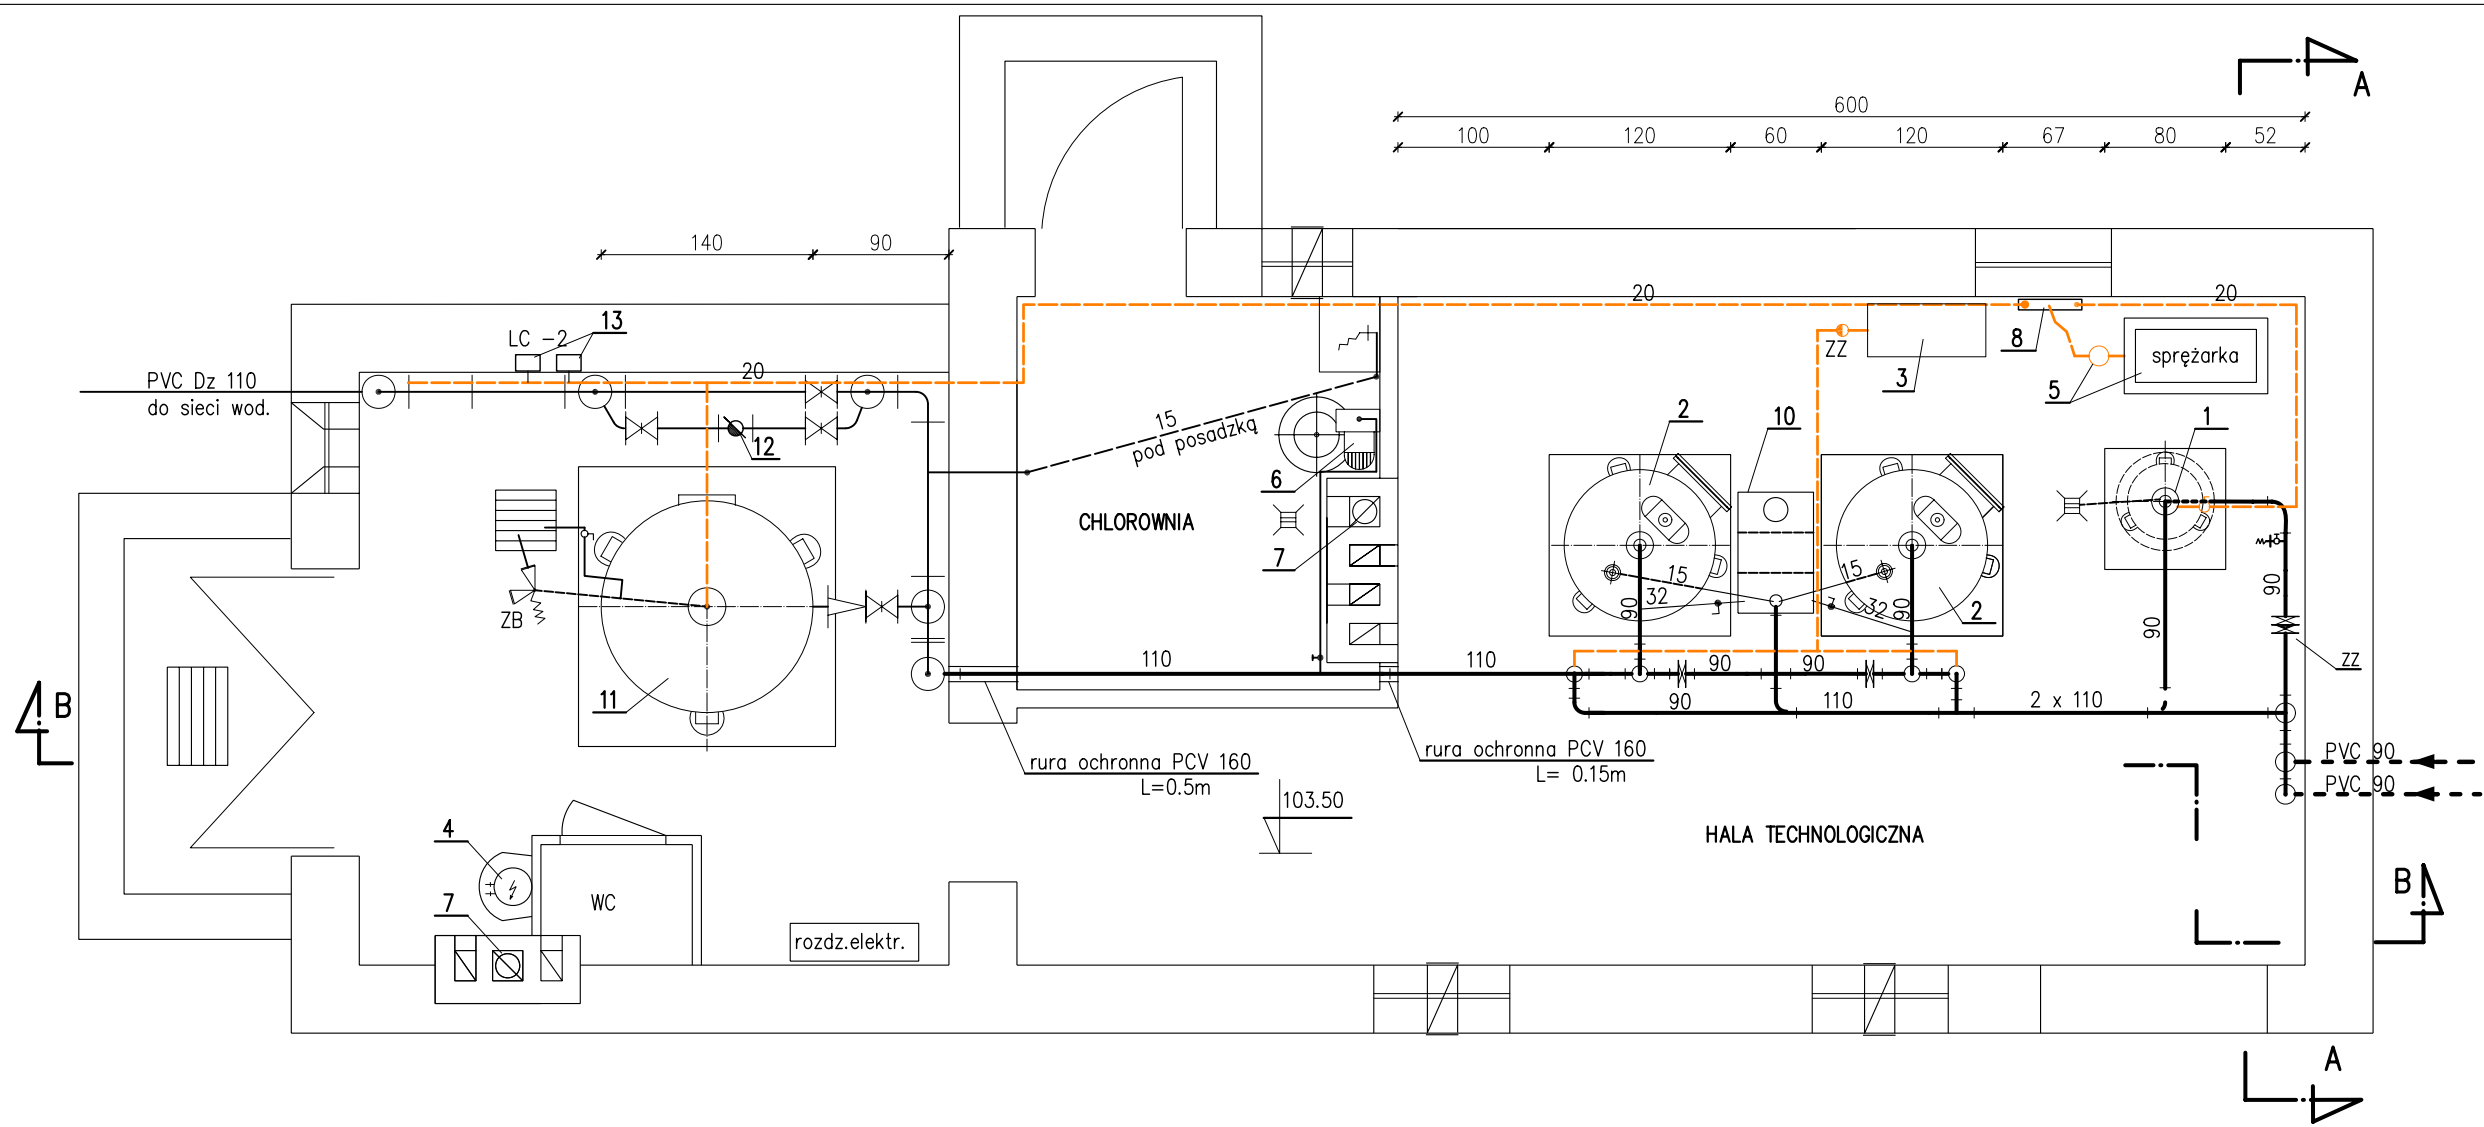 A
600
100 120 60 120 67 80 52
140 90
20 20
13
LC -2
ZZ
8
sprężarka
3
5
20
PVC Dz 110
do sieci wod.
15
pod posadzką
2
10
1
12
6
CHLOROWNIA
7
15 15
32 32
90 90
2
90
90
ZB
ZZ
110 110
90 90
11
B
90 110 2 x 110
rura ochronna PCV 160
L=0.5m
rura ochronna PCV 160
L= 0.15m
PVC 90
PVC 90
103.50
HALA TECHNOLOGICZNA
4
7
WC
rozdz.elektr.
B
A